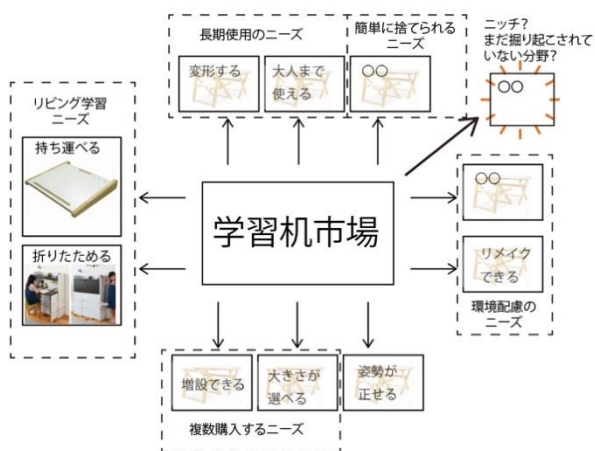 長期使用のニーズ
簡単に捨てられる
ニーズ
ニッチ?
まだ掘り起こされて
いない分野?
変形する
大人まで
使える
○○
○○
リビング学習
ニーズ
持ち運べる
折りたためる
学習机市場
○○
リメイク
できる
環境配慮の
ニーズ
増設できる
大きさが
選べる
姿勢が
正せる
複数購入するニーズ